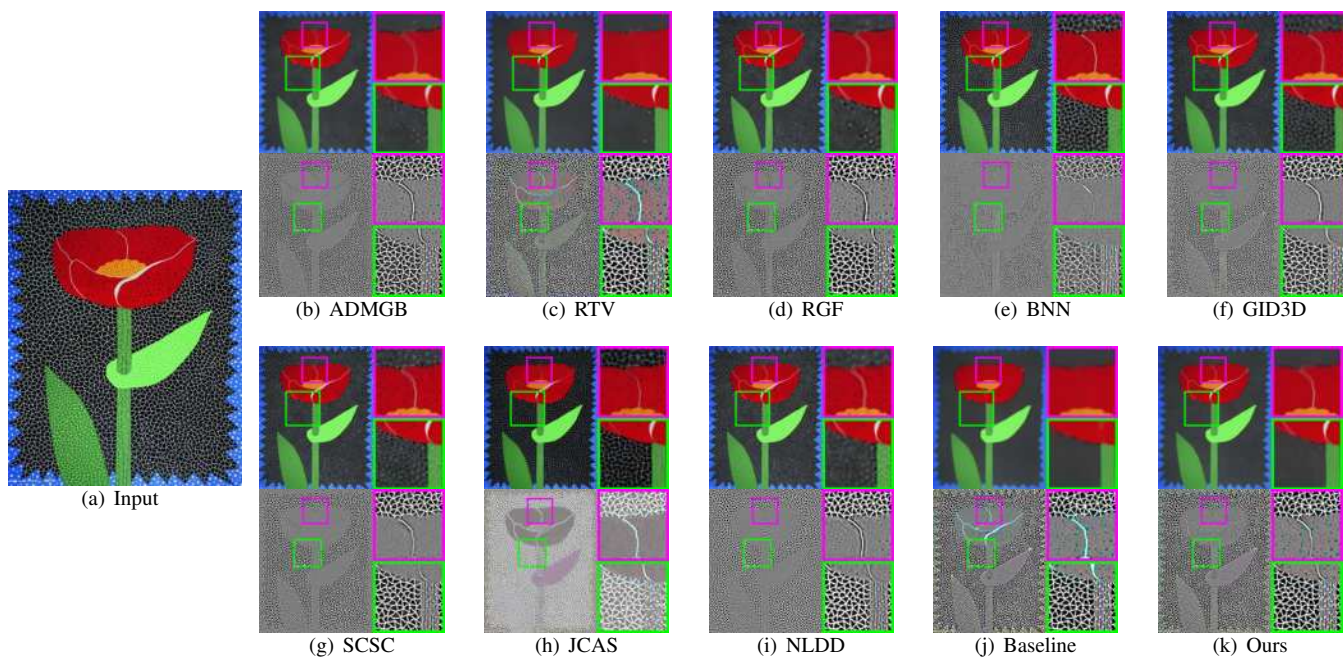 (b) ADMGB
(c) RTV
(d) RGF
(e) BNN
(f) GID3D
(a) Input
(g) SCSC
(h) JCAS
(i) NLDD
(j) Baseline
(k) Ours